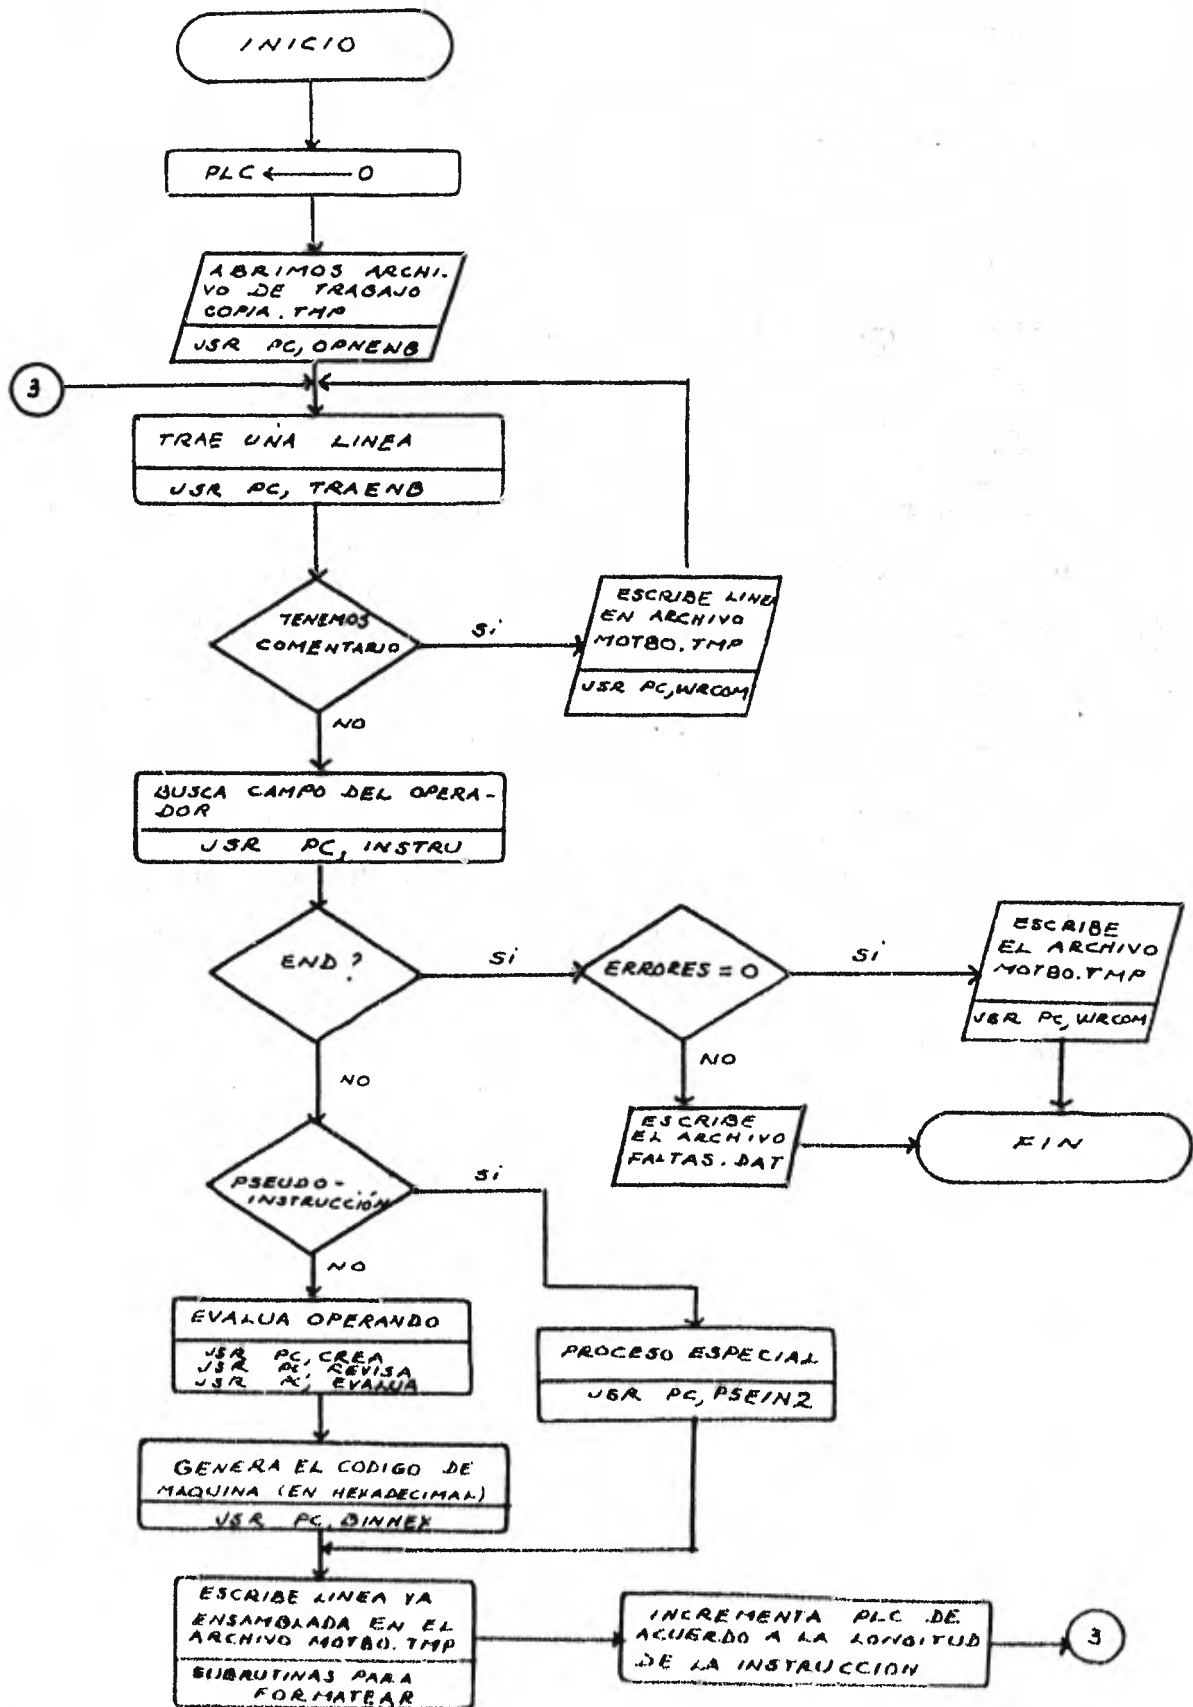 INICIO
PLC ← 0
ABRIMOS ARCHI-
VO DE TRABAJO
COPIA.TMP
JSR PC, OPNENB
3
TRAE UNA LINEA
JSR PC, TRAENB
TENEMOS
COMENTARIO
Si
ESCRIBE LINEA
EN ARCHIVO
MOT80.TMP
JSR PC, WRCOM
NO
BUSCA CAMPO DEL OPERA-
DOR
JSR PC, INSTRU
END ?
Si
ERRORES = 0
Si
ESCRIBE
EL ARCHIVO
MOT80.TMP
JSR PC, WRCOM
NO
NO
ESCRIBE
EL ARCHIVO
FALTAS.DAT
FIN
PSEUDO-
INSTRUCCIÓN
Si
NO
EVALUA OPERANDO
JSR PC, CREA
JSR PC, REVISA
JSR PC, EVALUA
PROCESO ESPECIAL
JSR PC, PSEIN2
GENERA EL CODIGO DE
MAQUINA (EN HEXADECIMAL)
JSR PC, BINHEX
ESCRIBE LINEA YA
ENSAMBLADA EN EL
ARCHIVO MOT80.TMP
SUBRUTINAS PARA
FORMATEAR
INCREMENTA PLC DE
ACUERDO A LA LONGITUD
DE LA INSTRUCCION
3